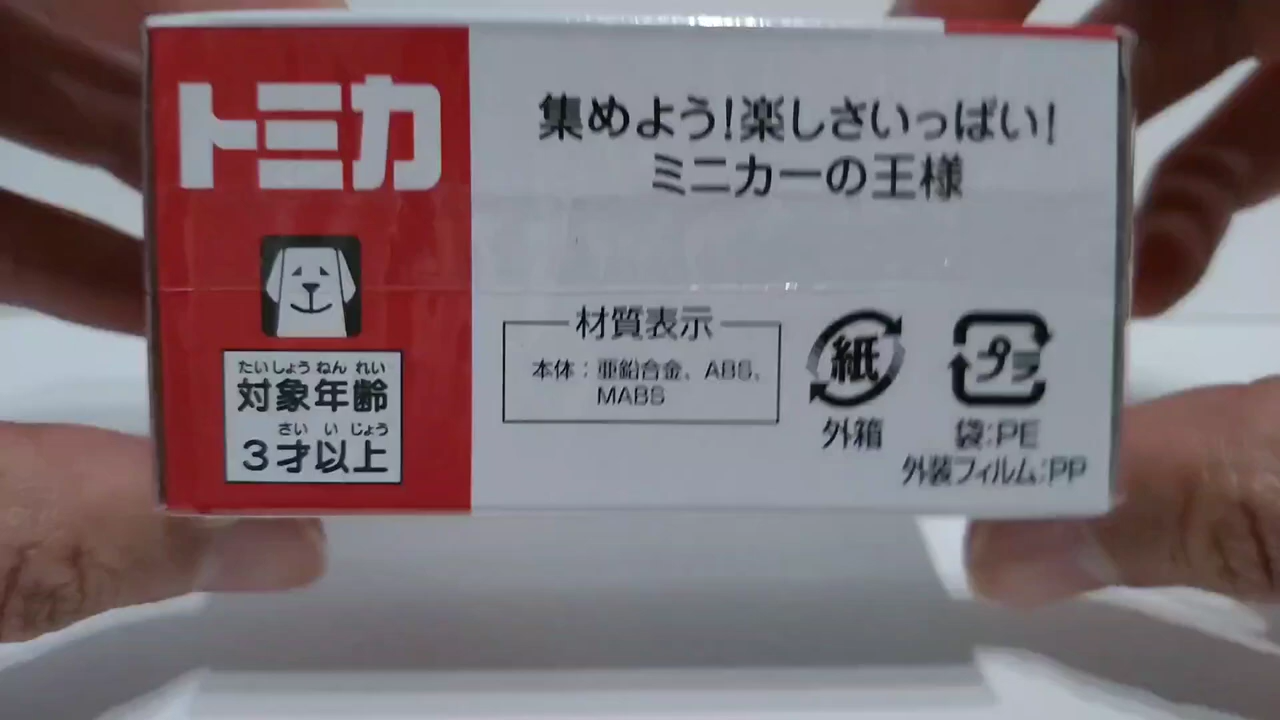 トミカ
たいしょう ねん れい
対象年齢
さい い じょう
3才以上
集めよう!楽しさいっぱい!
ミニカーの王様
材質表示
本体:亜鉛合金、ABS、
MABS
紙
外箱
プラ
袋:PE
外装フィルム:PP